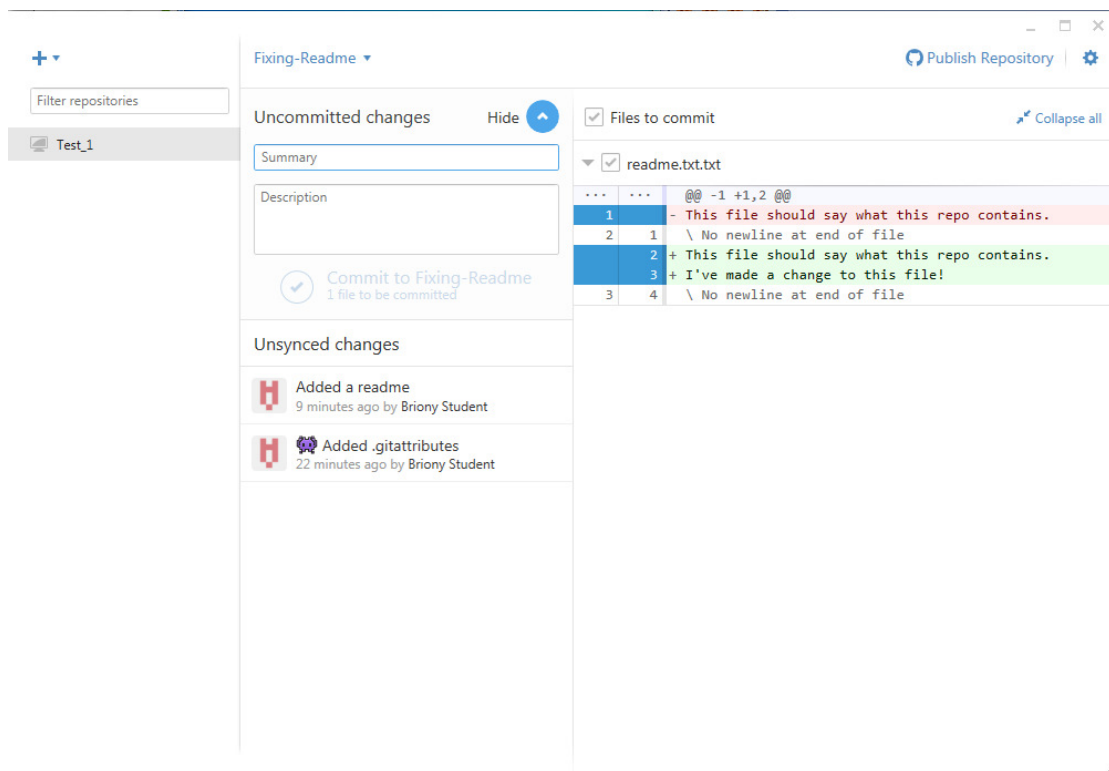 Fixing-Readme
Publish Repository
Filter repositories
Test_1
Uncommitted changes
Hide
Summary
Description
Commit to Fixing-Readme
1 file to be committed
Unsynced changes
Added a readme
9 minutes ago by Briony Student
Added .gitattributes
22 minutes ago by Briony Student
Files to commit
Collapse all
readme.txt.txt
... ... @@ -1 +1,2 @@
1 - This file should say what this repo contains.
2 1 \ No newline at end of file
2 + This file should say what this repo contains.
3 + I've made a change to this file!
3 4 \ No newline at end of file